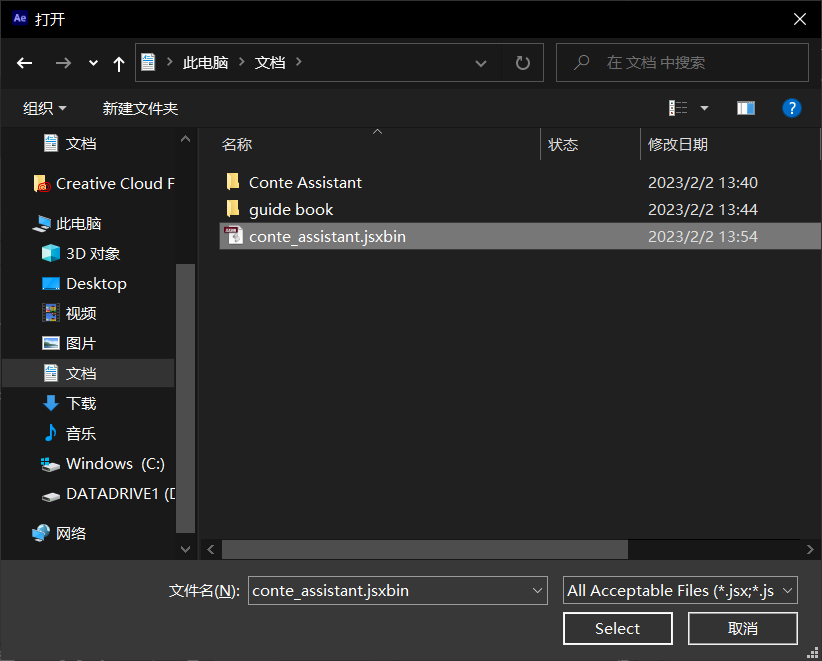 Ae 打开
此电脑 文档
在 文档 中搜索
组织 新建文件夹
?
文档
Creative Cloud F
此电脑
3D 对象
Desktop
视频
图片
文档
下载
音乐
Windows (C:)
DATADRIVE1 (D
网络
名称 状态 修改日期
Conte Assistant 2023/2/2 13:40
guide book 2023/2/2 13:44
conte_assistant.jsxbin 2023/2/2 13:54
文件名(N): conte_assistant.jsxbin All Acceptable Files (*.jsx;*.js
Select 取消